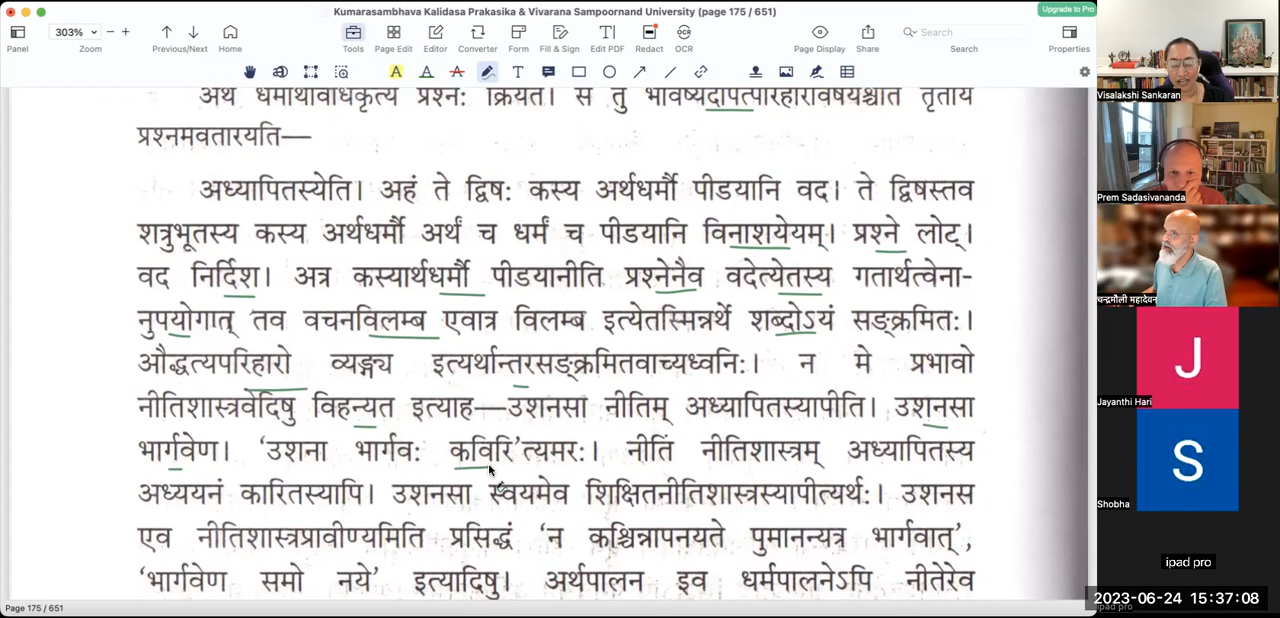 Kumarasambhava Kalidasa Prakasika & Vivarana Sampoornand University (page 175 / 651)
Upgrade to Pro
303%
Panel
Zoom
Previous/Next
Home
Tools
Page Edit
Editor
Converter
Form
Fill & Sign
Edit PDF
Redact
OCR
Page Display
Share
Search
Search
Properties
अथ धर्मार्थावधिकृत्य प्रश्नः क्रियते। स तु भविष्यदापत्परिहारविषयश्चेति तृतीयं
प्रश्नमवतारयति—
अध्यापितस्येति। अहं ते द्विषः कस्य अर्थधर्मौ पीडयानि वद। ते द्विषस्तव
शत्रुभूतस्य कस्य अर्थधर्मौ अर्थं च धर्मं च पीडयानि विनाशयेयम्। प्रश्ने लोट्।
वद निर्दिश। अत्र कस्यार्थधर्मौ पीडयानीति प्रश्नेनैव वदेत्येतस्य गतार्थत्वेना-
नुपयोगात् तव वचनविलम्ब एवात्र विलम्ब इत्येतस्मिन्नर्थे शब्दोऽयं सङ्क्रमितः।
औद्धत्यपरिहारो व्यङ्ग्य इत्यर्थान्तरसङ्क्रमितवाच्यध्वनिः। न मे प्रभावो
नीतिशास्त्रवेदिषु विहन्यत इत्याह—उशनसा नीतिम् अध्यापितस्यापीति। उशनसा
भार्गवेण। ‘उशना भार्गवः कविरि’त्यमरः। नीतिं नीतिशास्त्रम् अध्यापितस्य
अध्ययनं कारितस्यापि। उशनसा स्वयमेव शिक्षितनीतिशास्त्रस्यापीत्यर्थः। उशनस
एव नीतिशास्त्रप्रावीण्यमिति प्रसिद्धं ‘न कश्चिन्नापनयते पुमानन्यत्र भार्गवात्’,
‘भार्गवेण समो नये’ इत्यादिषु। अर्थपालन इव धर्मपालनेऽपि नीतेरेव
Page 175 / 651
Visalakshi Sankaran
Prem Sadasivananda
चन्द्रमौली महादेवन
J
Jayanthi Hari
S
Shobha
ipad pro
ipad pro
2023-06-24 15:37:08